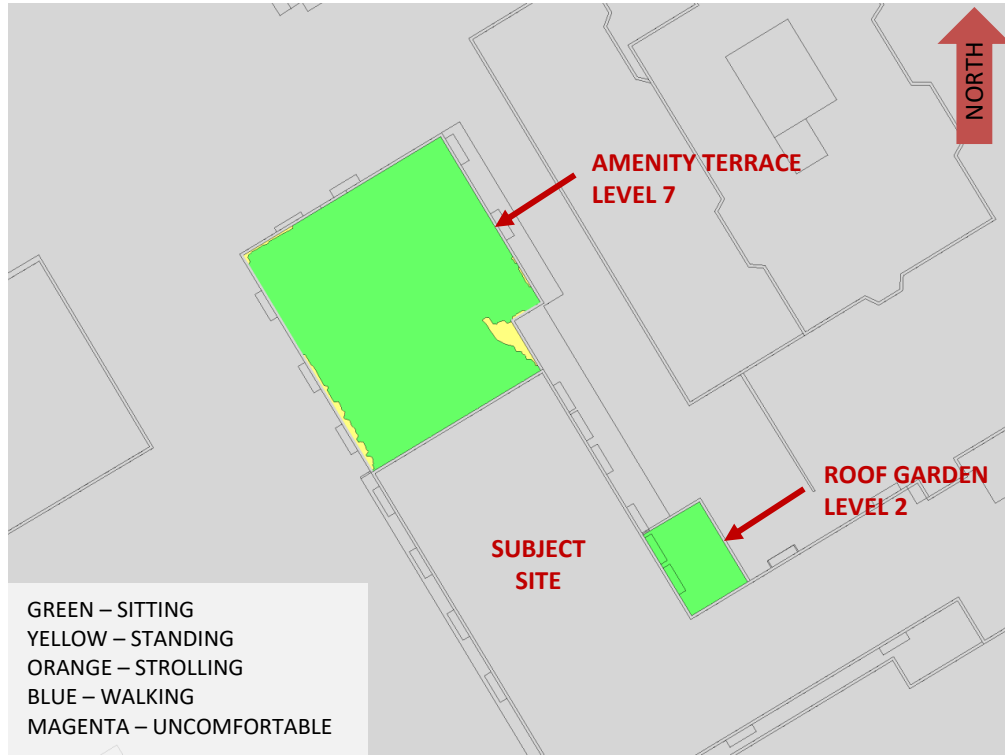 NORTH
AMENITY TERRACE
LEVEL 7
ROOF GARDEN
LEVEL 2
SUBJECT
SITE
GREEN – SITTING
YELLOW – STANDING
ORANGE – STROLLING
BLUE – WALKING
MAGENTA – UNCOMFORTABLE